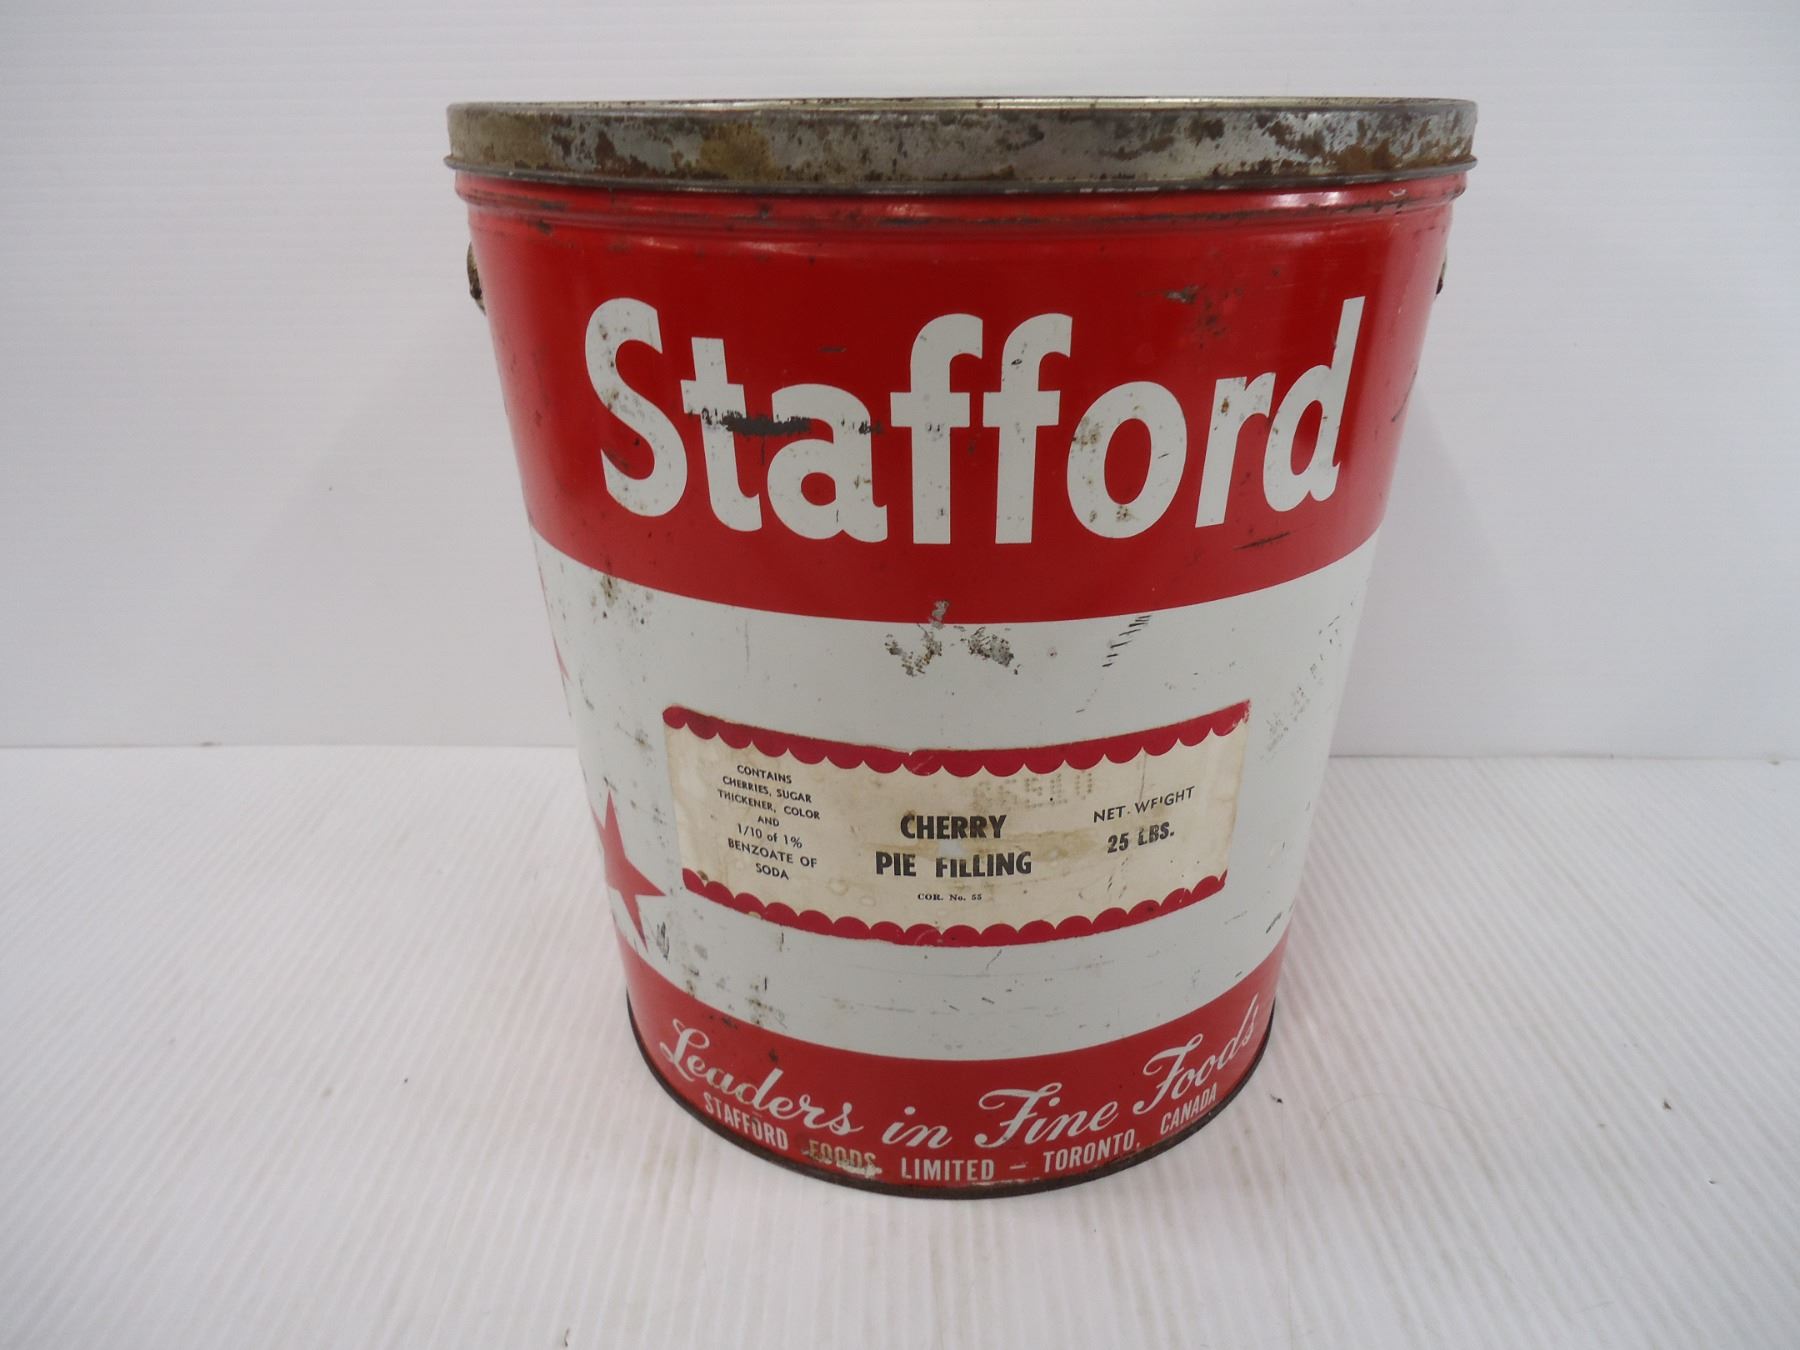 Stafford
CONTAINS
CHERRIES, SUGAR
THICKENER, COLOR
AND
1/10 of 1%
BENZOATE OF
SODA
CHERRY
PIE FILLING
COR. No. 55
NET. WEIGHT
25 LBS.
Leaders in Fine Foods
STAFFORD FOODS LIMITED – TORONTO, CANADA